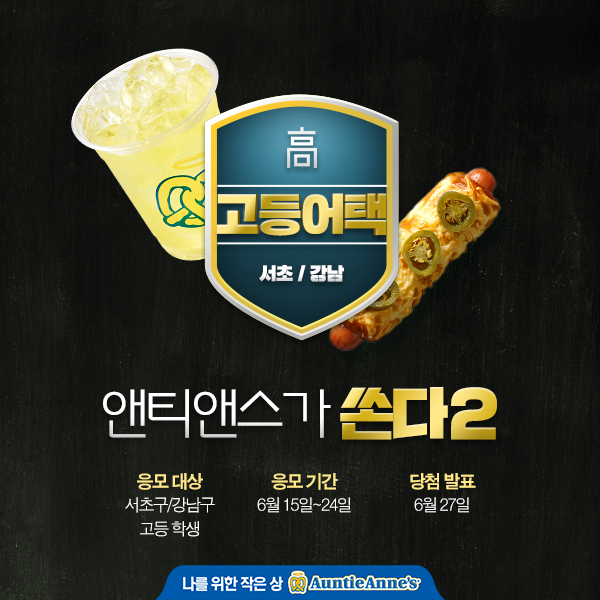 高
고등어택
서초 / 강남
앤티앤스가 쏜다2
응모 대상
서초구/강남구
고등 학생
응모 기간
6월 15일~24일
당첨 발표
6월 27일
나를 위한 작은 상 AuntieAnne's